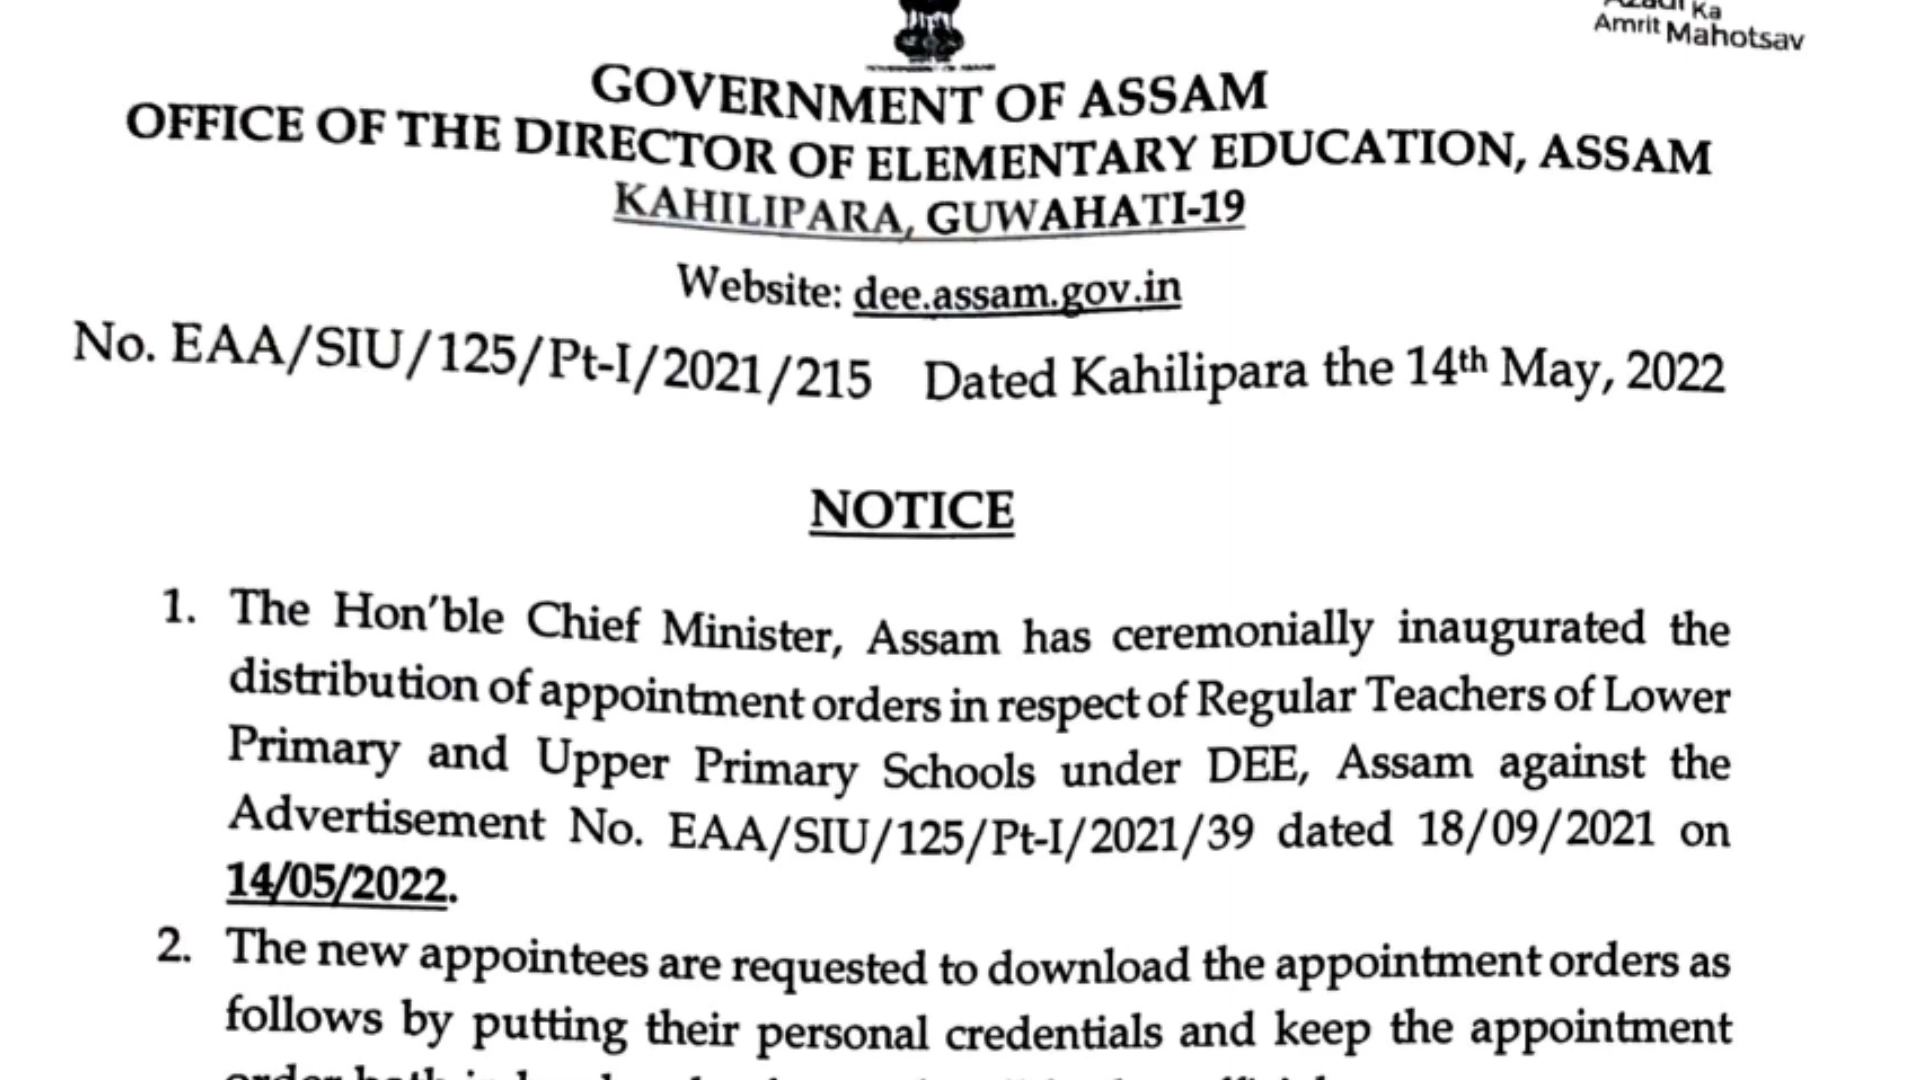 Azadi Ka
Amrit Mahotsav
GOVERNMENT OF ASSAM
OFFICE OF THE DIRECTOR OF ELEMENTARY EDUCATION, ASSAM
KAHILIPARA, GUWAHATI-19
Website: dee.assam.gov.in
No. EAA/SIU/125/Pt-I/2021/215 Dated Kahilipara the 14th May, 2022
NOTICE
1. The Hon'ble Chief Minister, Assam has ceremonially inaugurated the
distribution of appointment orders in respect of Regular Teachers of Lower
Primary and Upper Primary Schools under DEE, Assam against the
Advertisement No. EAA/SIU/125/Pt-I/2021/39 dated 18/09/2021 on
14/05/2022.
2. The new appointees are requested to download the appointment orders as
follows by putting their personal credentials and keep the appointment
order both in